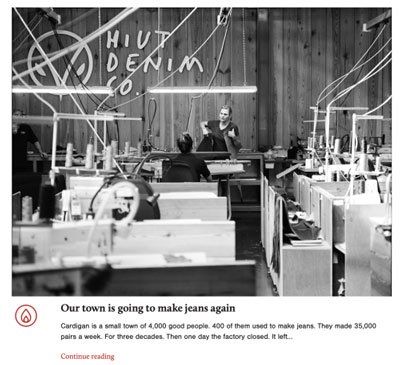 HIUT
DENIM
CO.
Our town is going to make jeans again
Cardigan is a small town of 4,000 good people. 400 of them used to make jeans. They made 35,000
pairs a week. For three decades. Then one day the factory closed. It left...
Continue reading